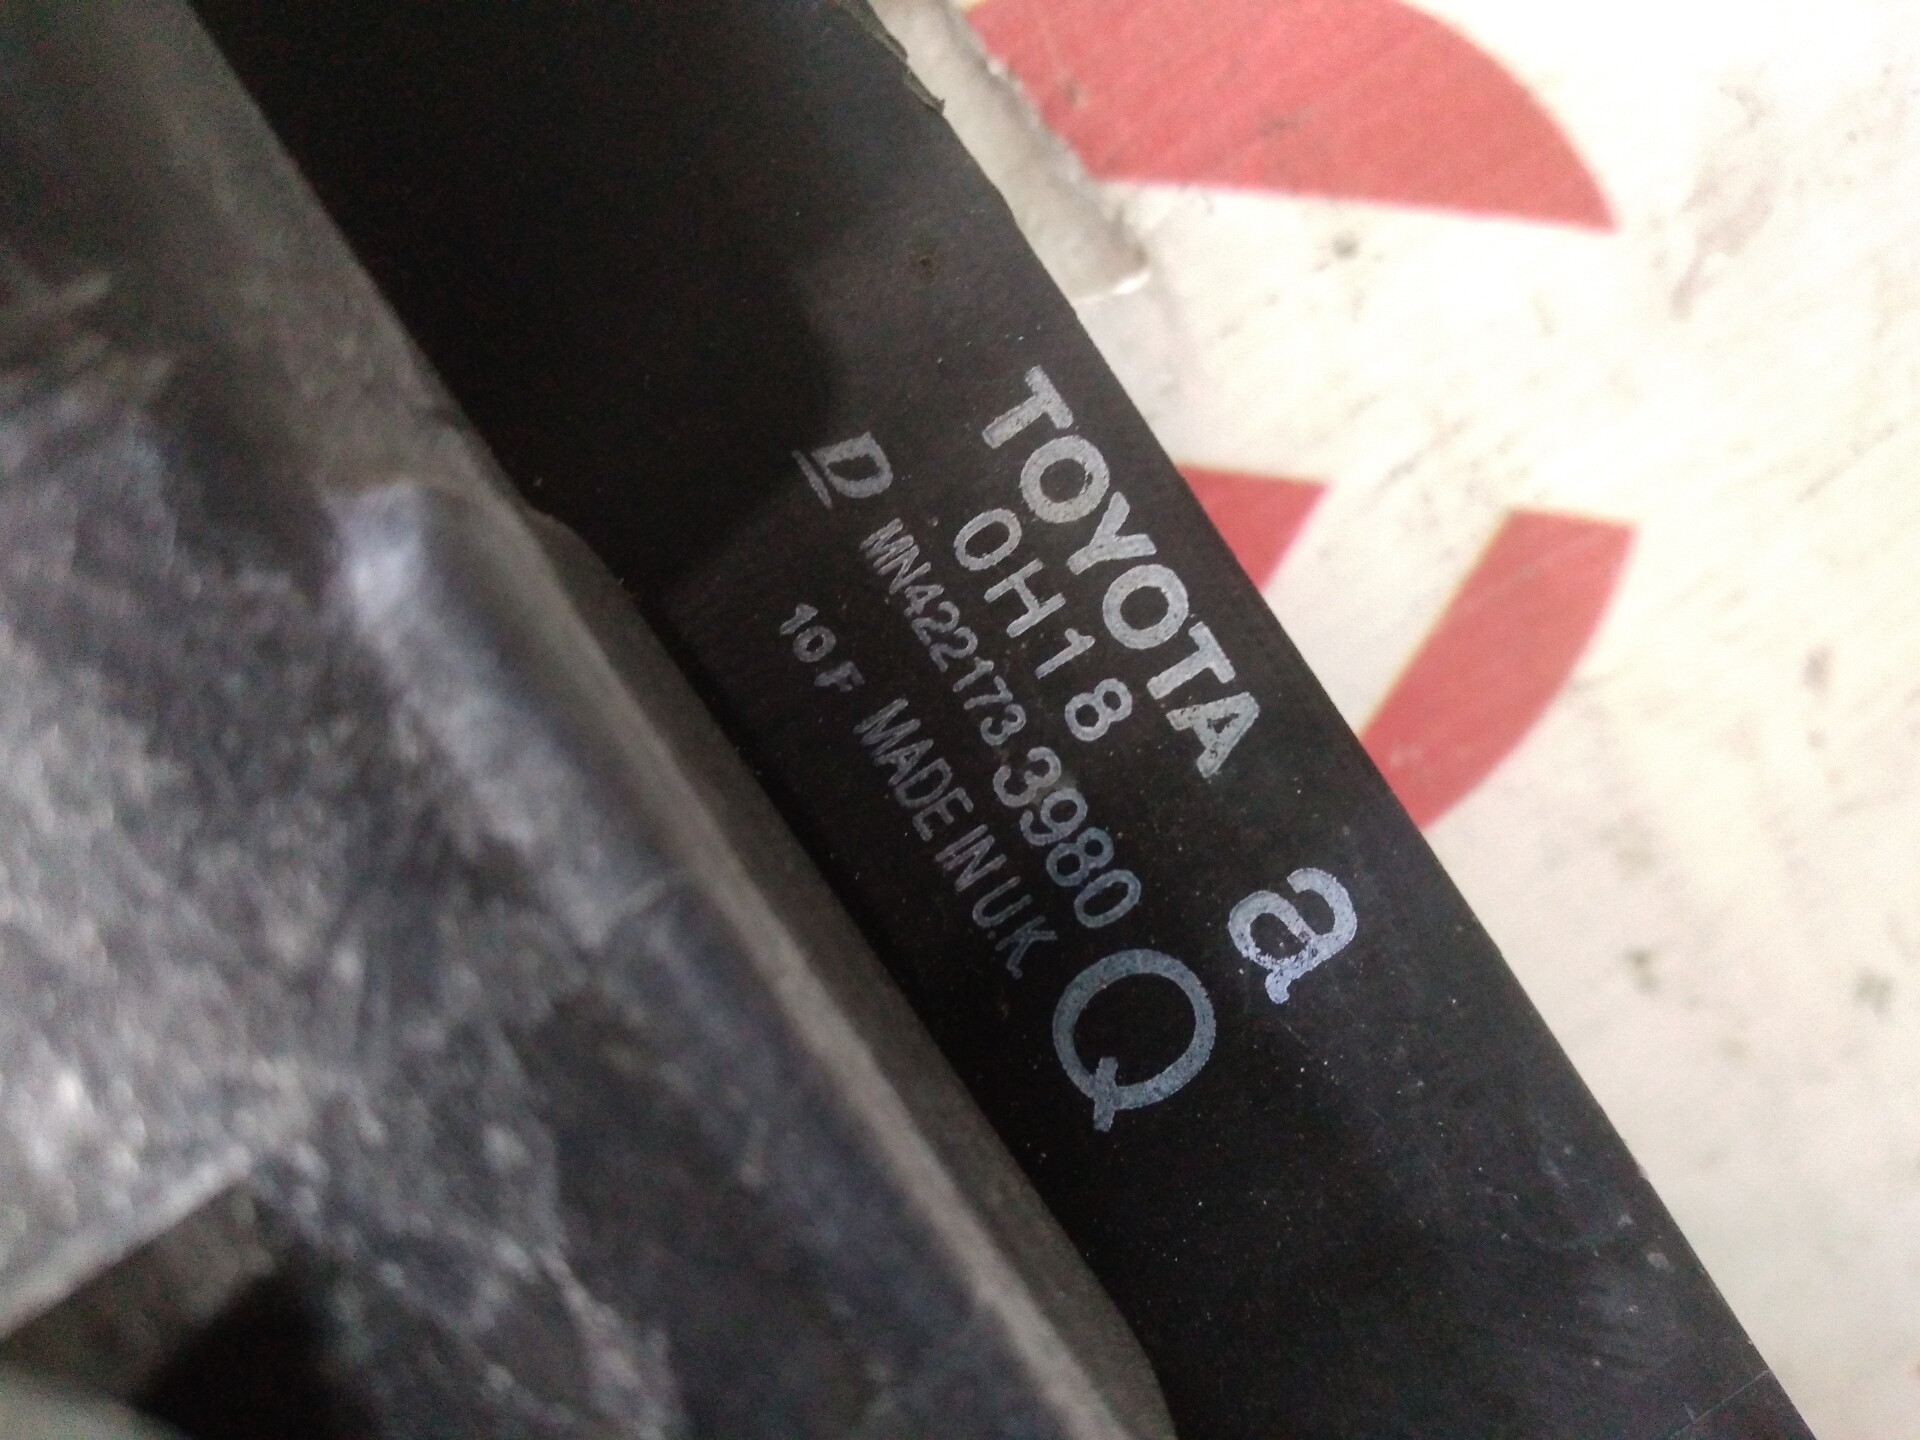 TOYOTA a
0H18
D MN422173.3980 Q
10F MADE IN U.K.